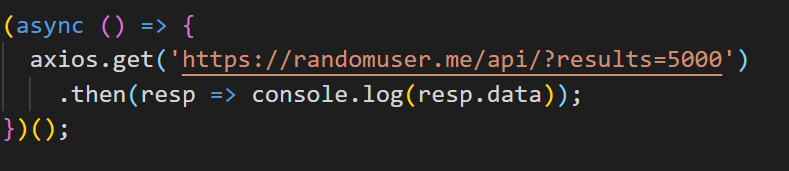 (async () => {
  axios.get('https://randomuser.me/api/?results=5000')
    .then(resp => console.log(resp.data));
})();